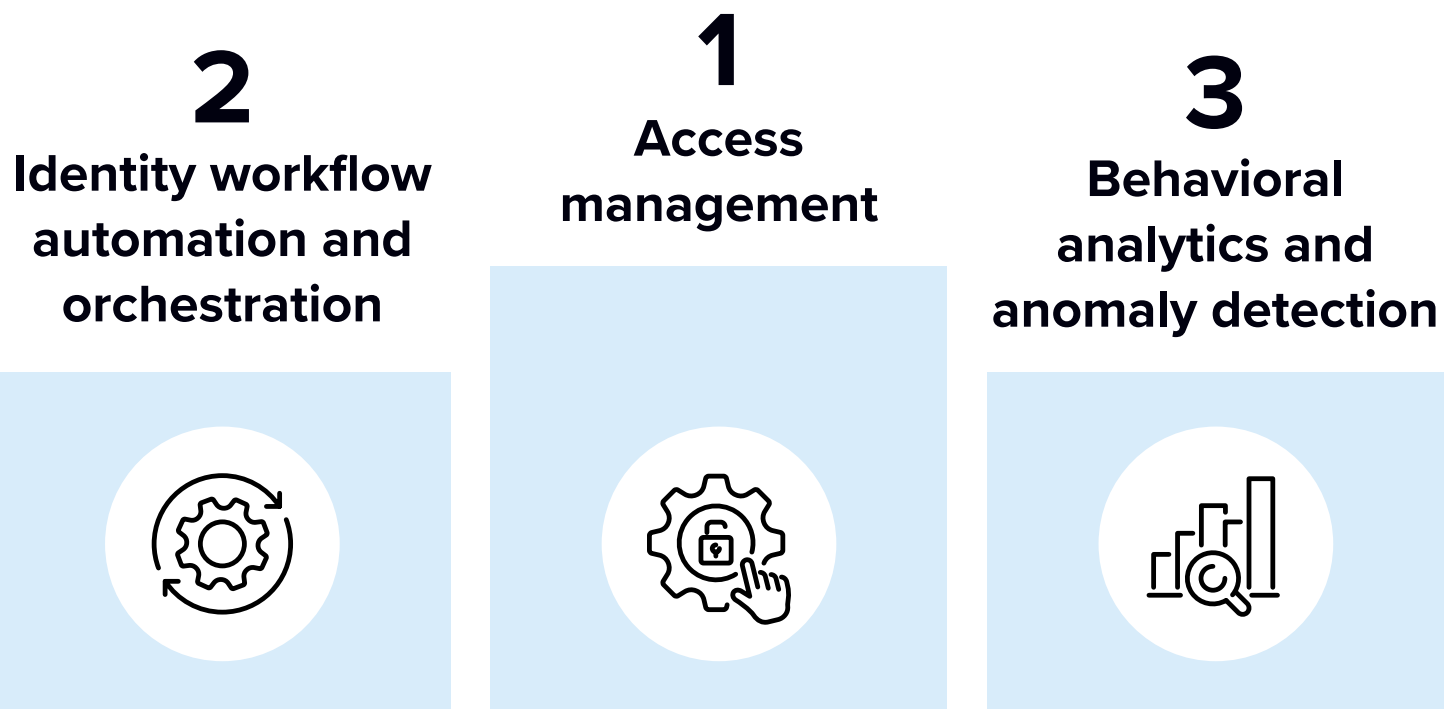 2
Identity workflow
automation and
orchestration
1
Access
management
3
Behavioral
analytics and
anomaly detection